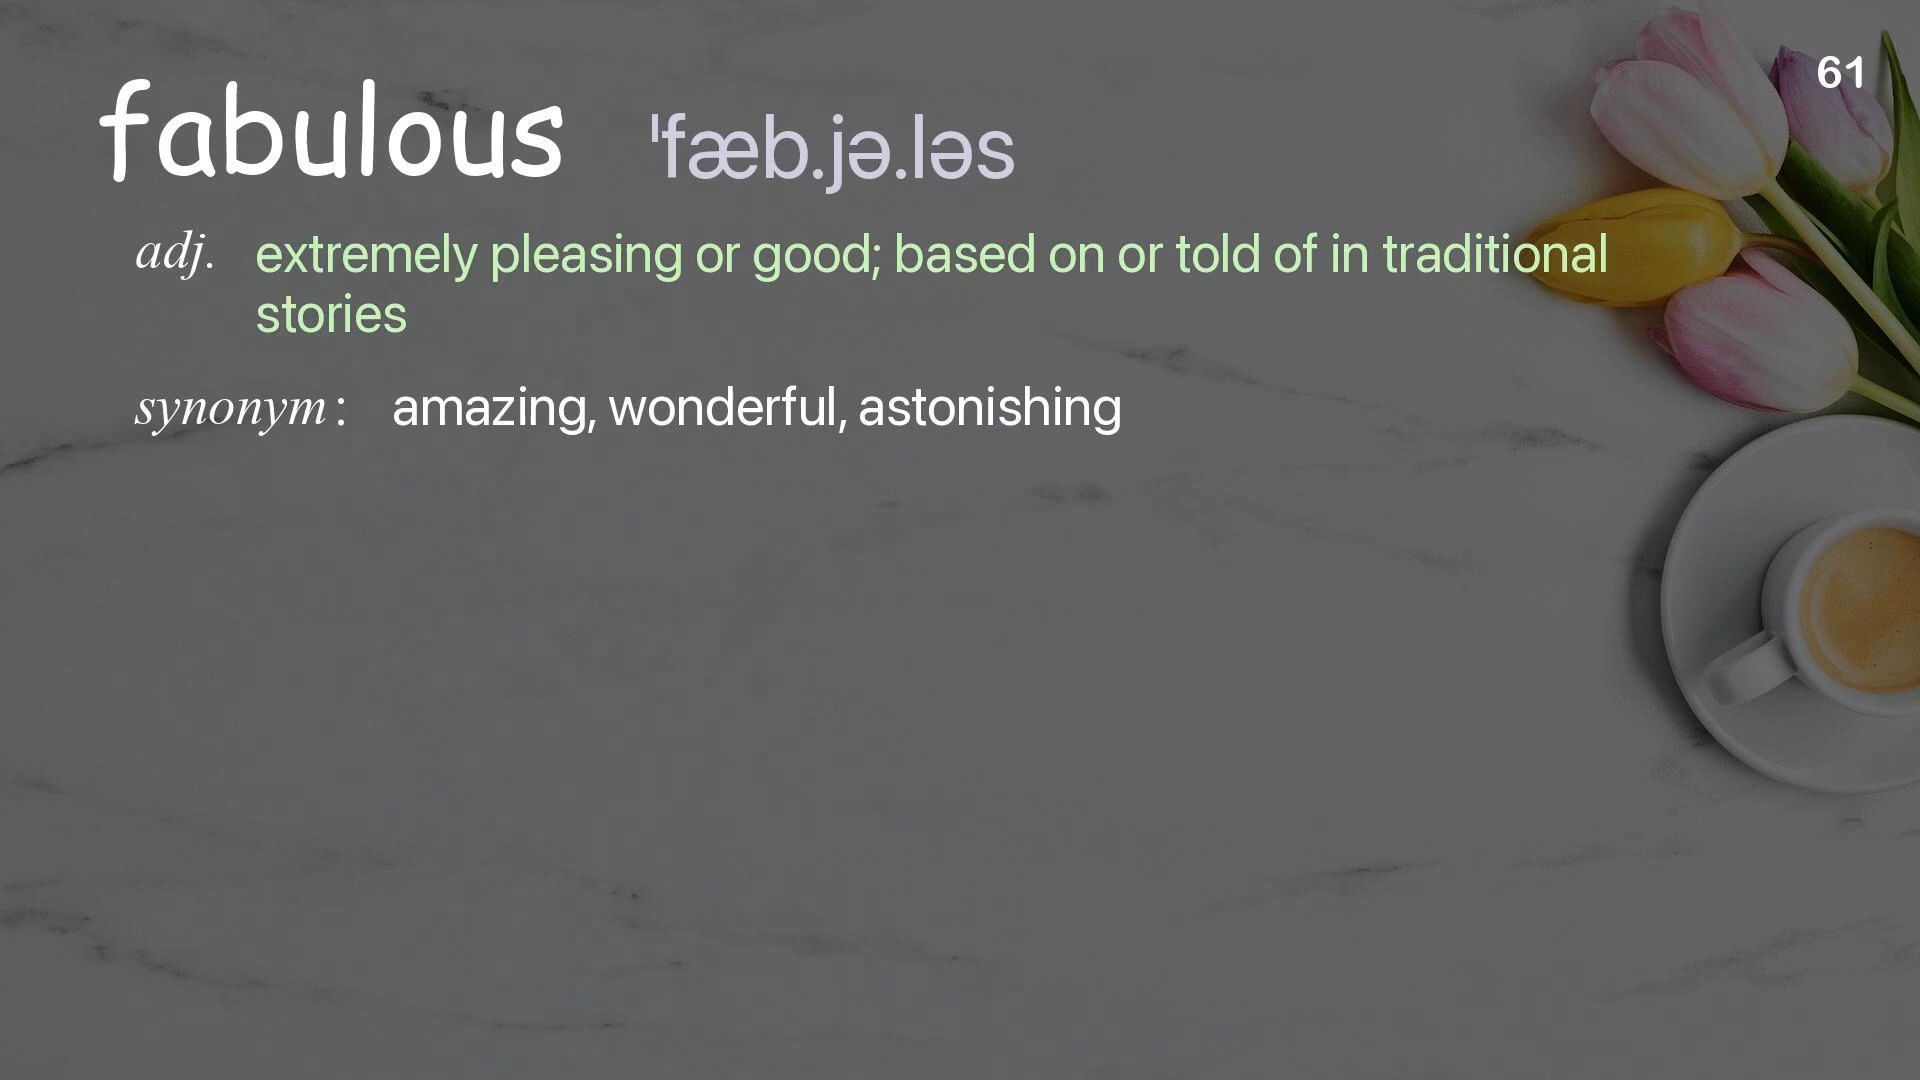 61
fabulous ˈfæb.jə.ləs
adj. extremely pleasing or good; based on or told of in traditional
stories
synonym: amazing, wonderful, astonishing